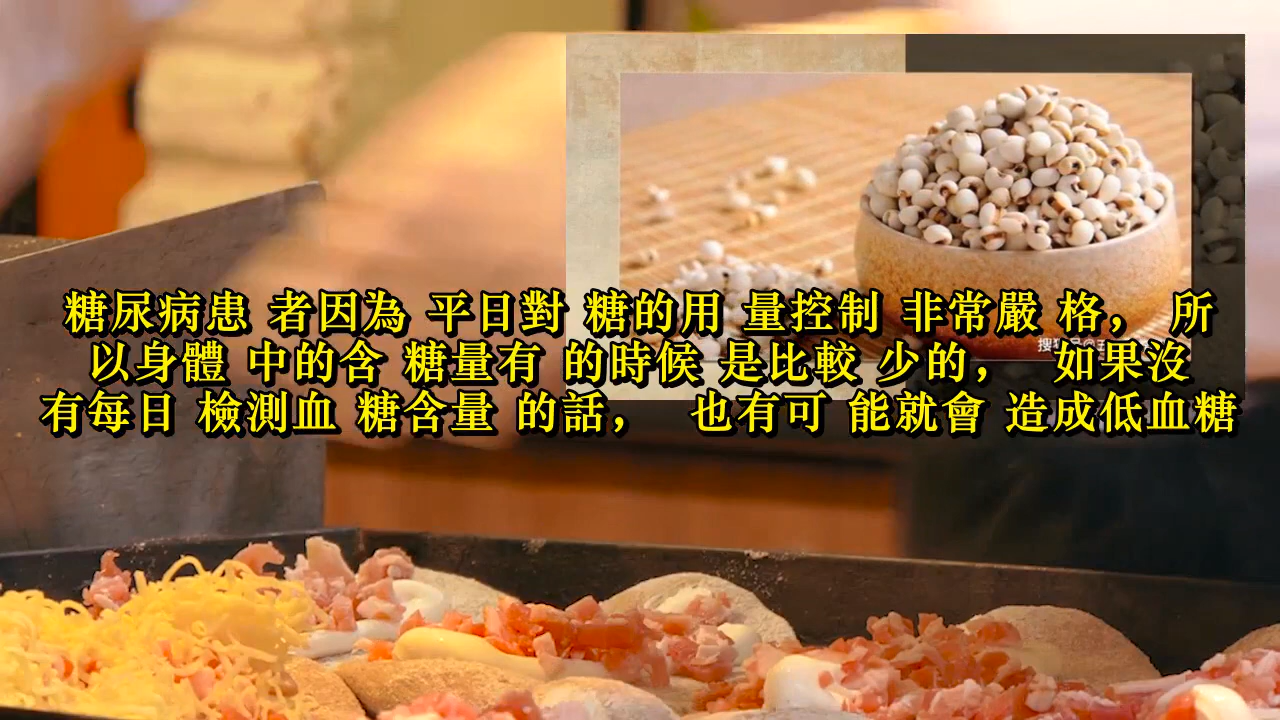 糖尿病患 者因為 平日對 糖的用 量控制 非常嚴 格， 所
以身體 中的含 糖量有 的時候 是比較 少的， 如果沒
有每日 檢測血 糖含量 的話， 也有可 能就會 造成低血糖